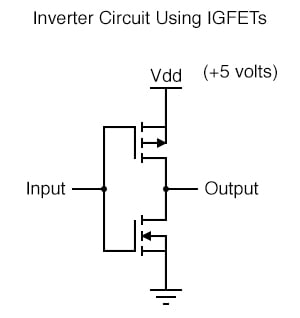 Inverter Circuit Using IGFETs
Vdd (+5 volts)
Input
Output